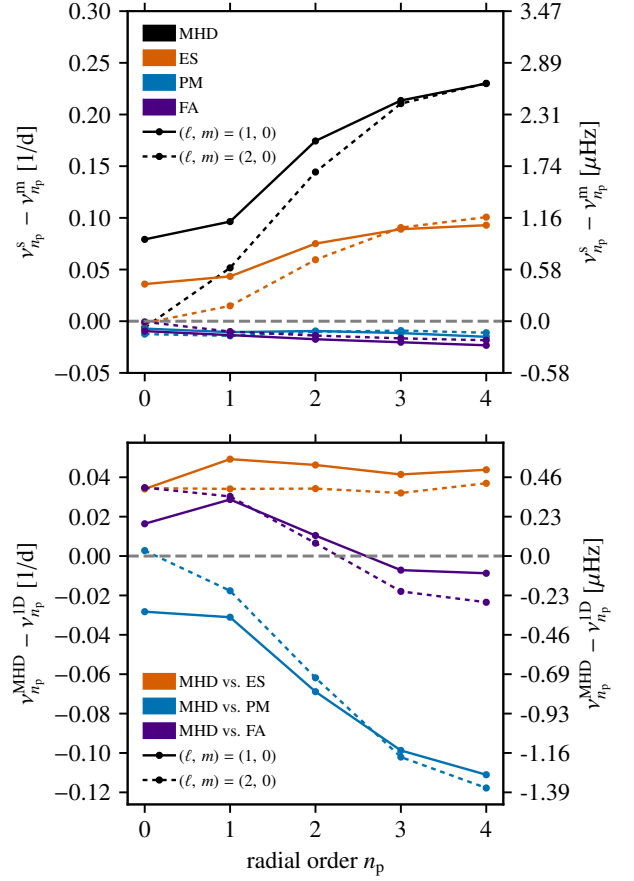 0.30
0.25
0.20
0.15
0.10
0.05
0.00
−0.05
ν^s_{n_p} − ν^m_{n_p} [1/d]
MHD
ES
PM
FA
(ℓ, m) = (1, 0)
(ℓ, m) = (2, 0)
3.47
2.89
2.31
1.74
1.16
0.58
0.0
-0.58
ν^s_{n_p} − ν^m_{n_p} [μHz]
0 1 2 3 4
0.04
0.02
0.00
−0.02
−0.04
−0.06
−0.08
−0.10
−0.12
ν^{MHD}_{n_p} − ν^{1D}_{n_p} [1/d]
MHD vs. ES
MHD vs. PM
MHD vs. FA
(ℓ, m) = (1, 0)
(ℓ, m) = (2, 0)
0.46
0.23
0.0
-0.23
-0.46
-0.69
-0.93
-1.16
-1.39
ν^{MHD}_{n_p} − ν^{1D}_{n_p} [μHz]
0 1 2 3 4
radial order n_p